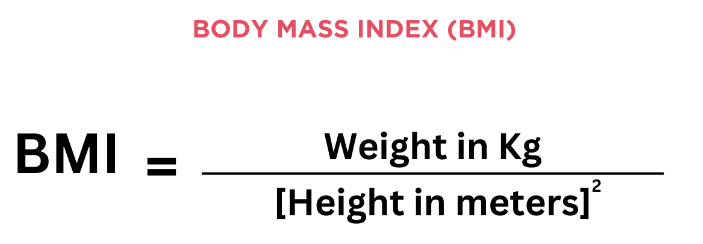 BODY MASS INDEX (BMI)
BMI = Weight in Kg
[Height in meters]²